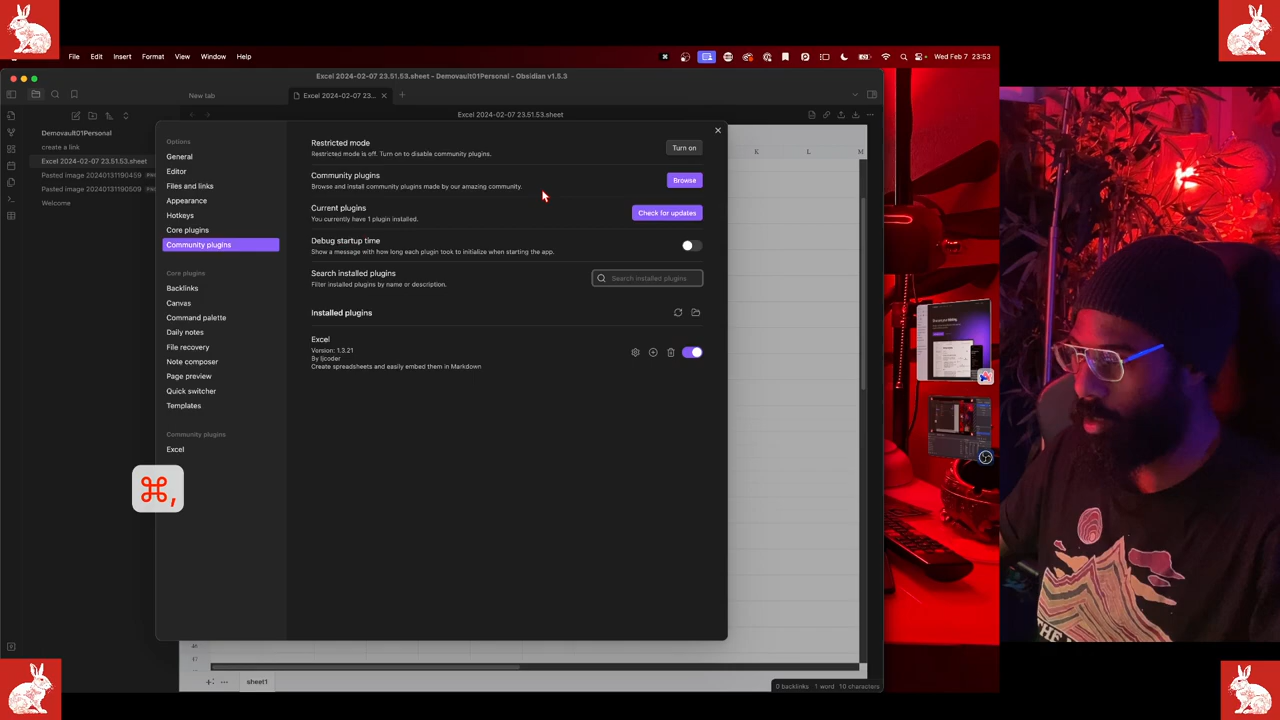 File Edit Insert Format View Window Help
Wed Feb 7 23:53
Excel 2024-02-07 23.51.53.sheet - Demovault01Personal - Obsidian v1.5.3
New tab
Excel 2024-02-07 23....
Excel 2024-02-07 23.51.53.sheet
Demovault01Personal
create a link
Excel 2024-02-07 23.51.53.sheet
Pasted image 20240131190459
Pasted image 20240131190509
Welcome
K L M
Options
General
Editor
Files and links
Appearance
Hotkeys
Core plugins
Community plugins
Core plugins
Backlinks
Canvas
Command palette
Daily notes
File recovery
Note composer
Page preview
Quick switcher
Templates
Community plugins
Excel
Restricted mode
Restricted mode is off. Turn on to disable community plugins.
Turn on
Community plugins
Browse and install community plugins made by our amazing community.
Browse
Current plugins
You currently have 1 plugin installed.
Check for updates
Debug startup time
Show a message with how long each plugin took to initialize when starting the app.
Search installed plugins
Filter installed plugins by name or description.
Search installed plugins
Installed plugins
Excel
Version: 1.3.21
By ljcoder
Create spreadsheets and easily embed them in Markdown
⌘,
47
sheet1
0 backlinks 1 word 10 characters